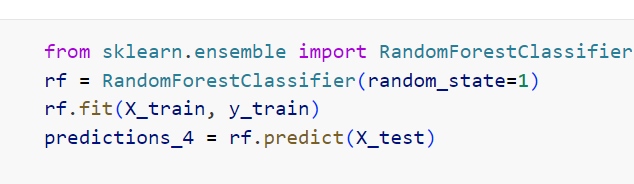 from sklearn.ensemble import RandomForestClassifier
rf = RandomForestClassifier(random_state=1)
rf.fit(X_train, y_train)
predictions_4 = rf.predict(X_test)